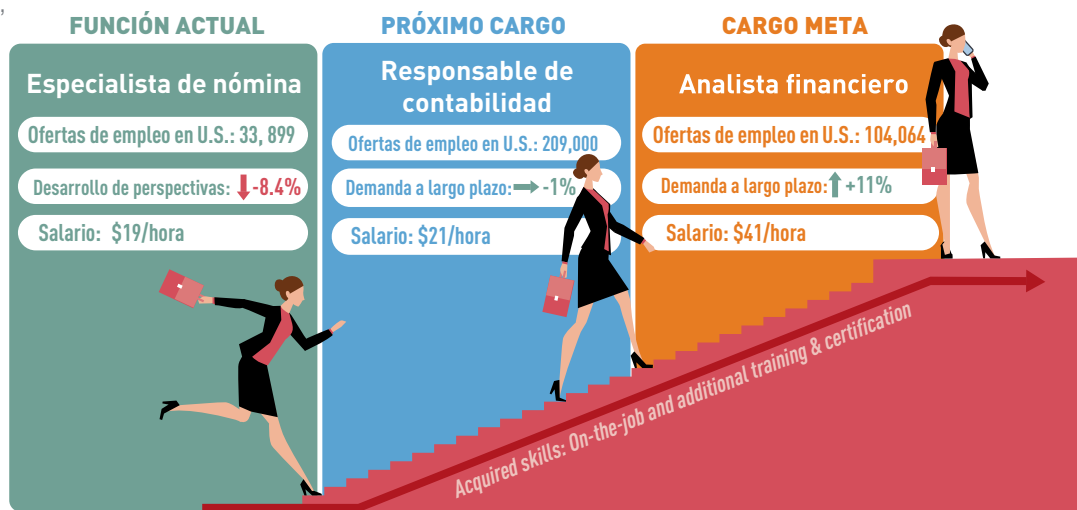 ,
FUNCIÓN ACTUAL
Especialista de nómina
Ofertas de empleo en U.S.: 33, 899
Desarrollo de perspectivas: -8.4%
Salario: $19/hora
PRÓXIMO CARGO
Responsable de
contabilidad
Ofertas de empleo en U.S.: 209,000
Demanda a largo plazo: -1%
Salario: $21/hora
CARGO META
Analista financiero
Ofertas de empleo en U.S.: 104,064
Demanda a largo plazo: +11%
Salario: $41/hora
Acquired skills: On-the-job and additional training & certification